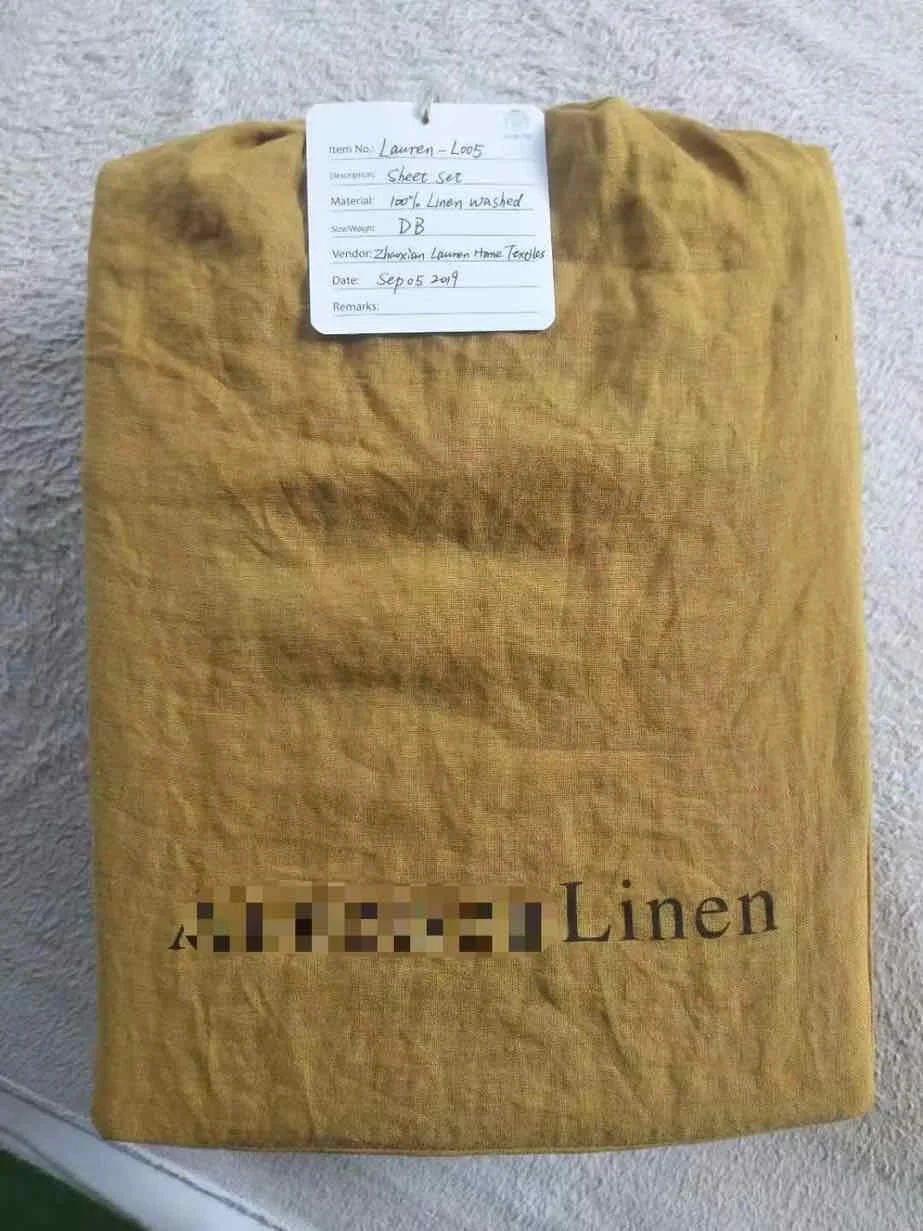 Item No.: Lauren-L005
Description: Sheet set
Material: 100% Linen washed
Size/Weight: DB
Vendor: Zhaoxian Lauren Home Textiles
Date: Sep 05 2019
Remarks:
Linen